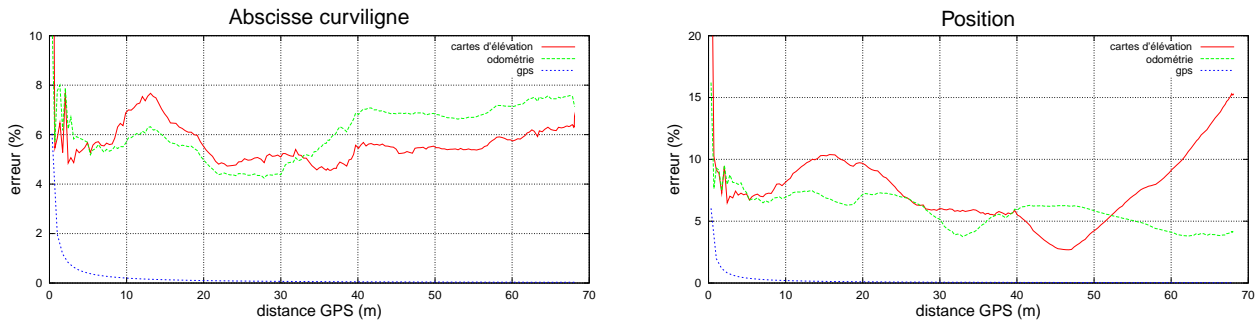 Abscisse curviligne
10
8
6
4
2
0
0 10 20 30 40 50 60 70
erreur (%)
distance GPS (m)
cartes d'élévation
odométrie
gps
Position
20
15
10
5
0
0 10 20 30 40 50 60 70
erreur (%)
distance GPS (m)
cartes d'élévation
odométrie
gps